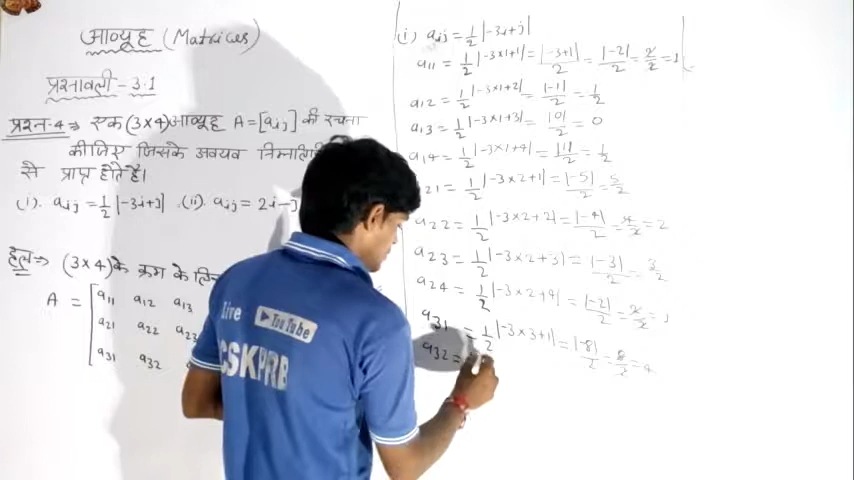 आव्यूह (Matrices)
प्रश्नावली - 3.1
प्रश्न-4 ⇒ एक (3×4) आव्यूह A = [aij] की रचना
कीजिए जिसके अवयव
से प्राप्त होते हैं।
(i). aij = 1/2 |-3i+j| .(ii). aij = 2i-j
हल ⇒ (3×4) के क्रम के लिए
A = [ a11 a12 a13
a21 a22 a23
a31 a32
(i) aij = 1/2 |-3i+j|
a11 = 1/2 |-3×1+1| = |-3+1|/2 = |-2|/2 = 2/2 = 1
a12 = 1/2 |-3×1+2| = |-1|/2 = 1/2
a13 = 1/2 |-3×1+3| = |0|/2 = 0
a14 = 1/2 |-3×1+4| = |1|/2 = 1/2
a21 = 1/2 |-3×2+1| = |-5|/2 = 5/2
a22 = 1/2 |-3×2+2| = |-4|/2 = 4/2 = 2
a23 = 1/2 |-3×2+3| = |-3|/2 = 3/2
a24 = 1/2 |-3×2+4| = |-2|/2 = 2/2 = 1
a31 = 1/2 |-3×3+1| = |-8|/2 = 8/2 = 4
a32 =
Live
YouTube
CSKPRB